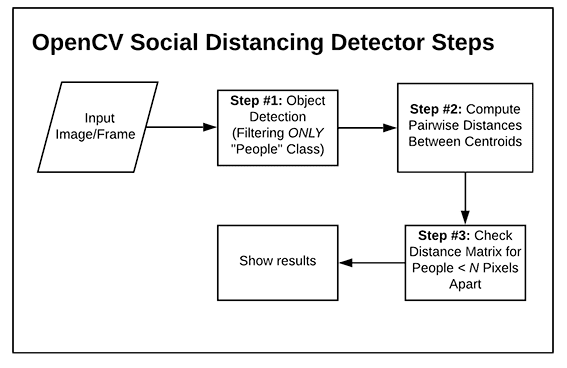 OpenCV Social Distancing Detector Steps
Input
Image/Frame
Step #1: Object
Detection
(Filtering ONLY
"People" Class)
Step #2: Compute
Pairwise Distances
Between Centroids
Step #3: Check
Distance Matrix for
People < N Pixels
Apart
Show results